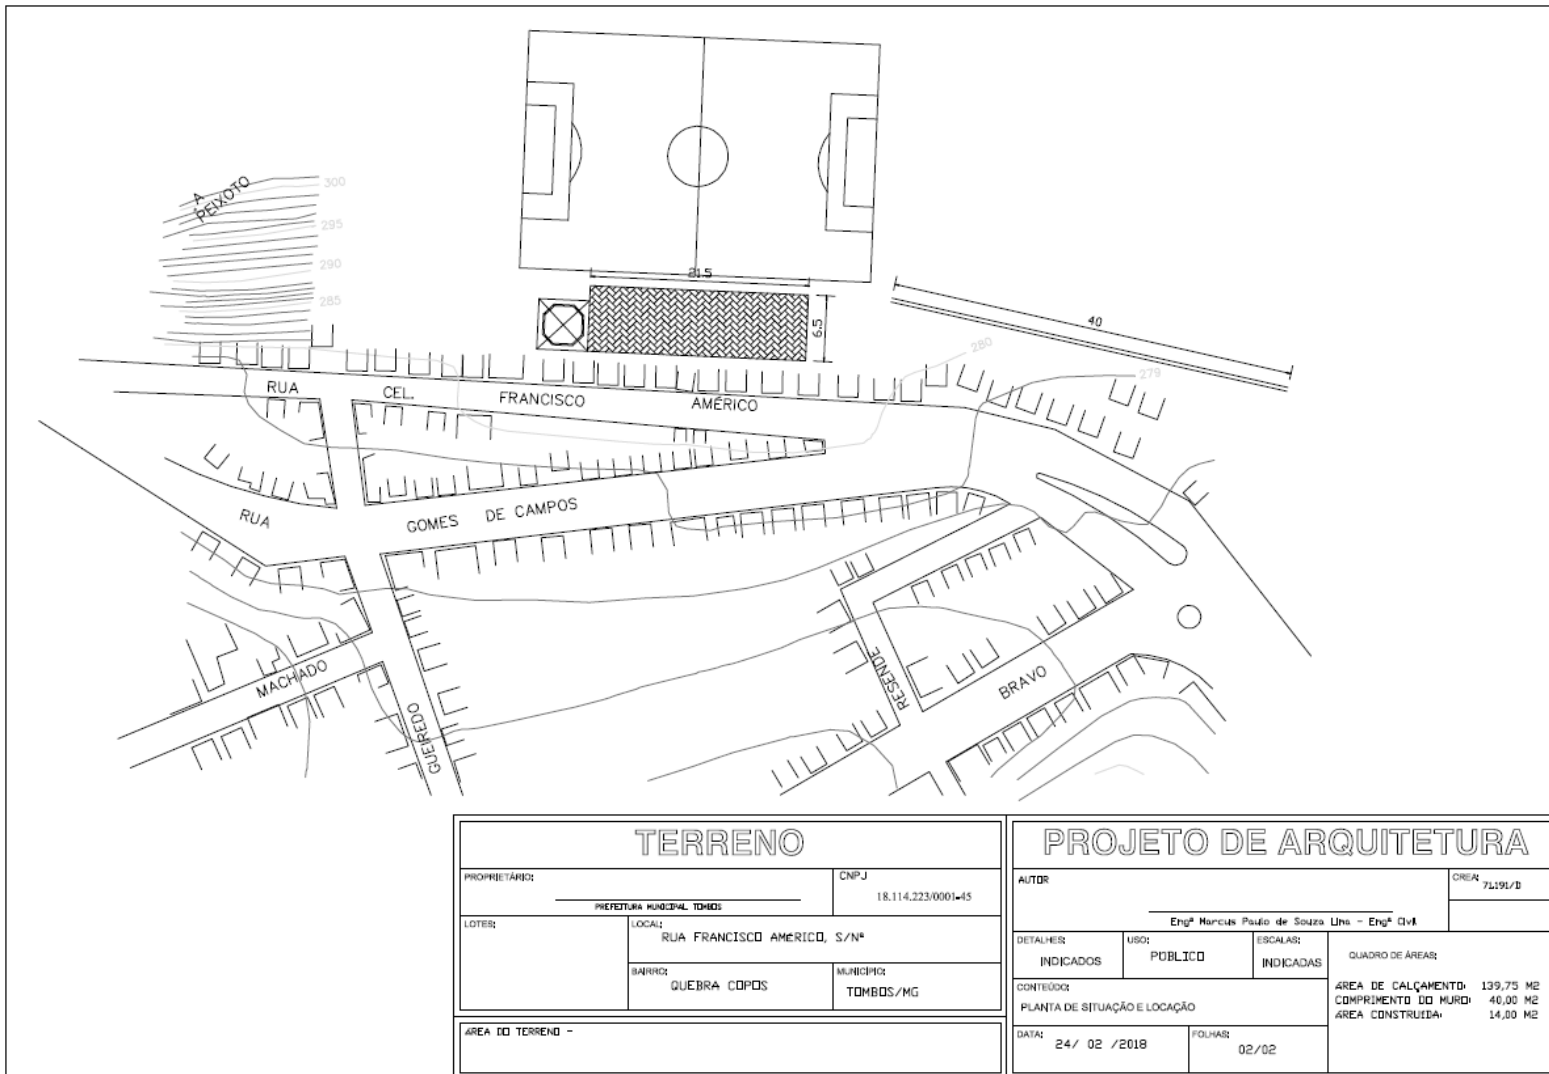 A.
PEIXOTO
300
295
290
285
21.5
6.5
40
280
279
RUA CEL. FRANCISCO AMÉRICO
RUA GOMES DE CAMPOS
MACHADO
GUEIREDO
RESENDE
BRAVO
TERRENO
PROPRIETÁRIO:
PREFEITURA MUNICIPAL TOMBOS
CNPJ
18.114.223/0001-45
LOTES:
LOCAL:
RUA FRANCISCO AMÉRICO, S/Nº
BAIRRO:
QUEBRA COPOS
MUNICÍPIO:
TOMBOS/MG
ÁREA DO TERRENO -
PROJETO DE ARQUITETURA
AUTOR
Engº Marcus Paulo de Souza Lima - Engº Civil
CREA:
71.191/D
DETALHES:
INDICADOS
USO:
PÚBLICO
ESCALAS:
INDICADAS
QUADRO DE ÁREAS:
ÁREA DE CALÇAMENTO: 139,75 M2
COMPRIMENTO DO MURO: 40,00 M2
ÁREA CONSTRUÍDA: 14,00 M2
CONTEÚDO:
PLANTA DE SITUAÇÃO E LOCAÇÃO
DATA:
24/ 02 /2018
FOLHAS:
02/02